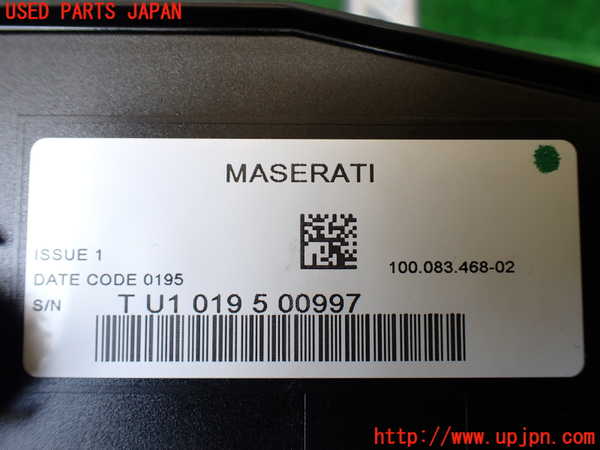 USED PARTS JAPAN
MASERATI
ISSUE 1
DATE CODE 0195
100.083.468-02
S/N T U1 019 5 00997
http://www.upjpn.com